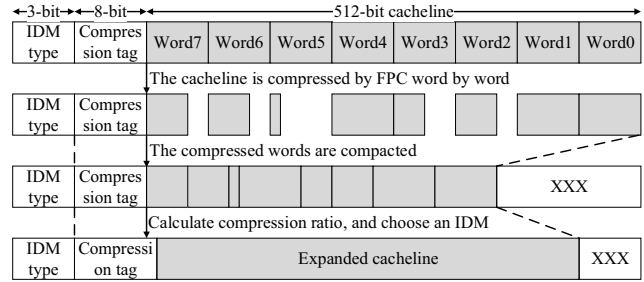 3-bit 8-bit 512-bit cacheline
IDM type Compres sion tag Word7 Word6 Word5 Word4 Word3 Word2 Word1 Word0
The cacheline is compressed by FPC word by word
IDM type Compres sion tag
The compressed words are compacted
IDM type Compres sion tag XXX
Calculate compression ratio, and choose an IDM
IDM type Compressi on tag Expanded cacheline XXX